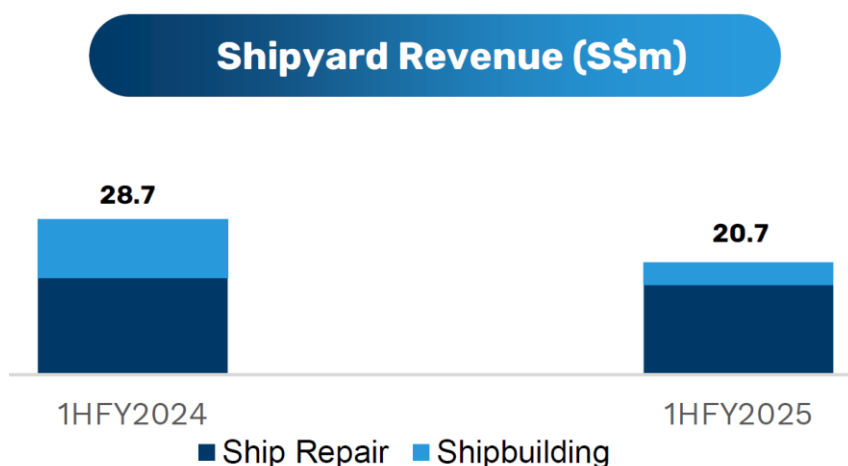 Shipyard Revenue (S$m)
28.7
20.7
1HFY2024
1HFY2025
Ship Repair
Shipbuilding